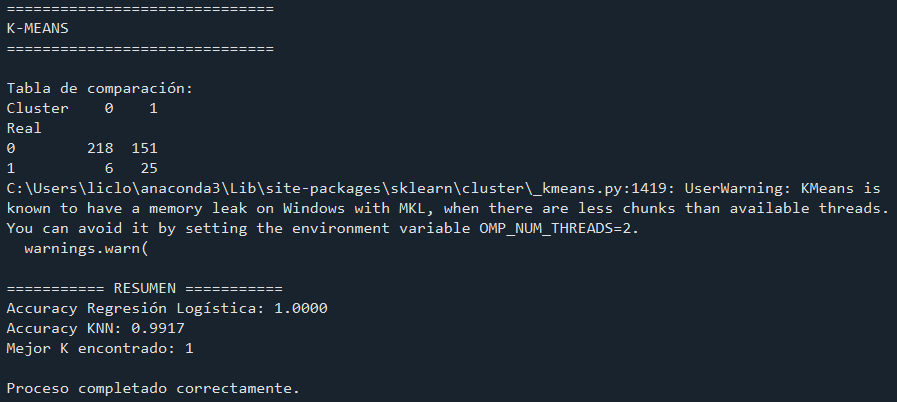 ==============================
K-MEANS
==============================
Tabla de comparación:
Cluster    0    1
Real
0        218  151
1          6   25
C:\Users\liclo\anaconda3\Lib\site-packages\sklearn\cluster\_kmeans.py:1419: UserWarning: KMeans is
known to have a memory leak on Windows with MKL, when there are less chunks than available threads.
You can avoid it by setting the environment variable OMP_NUM_THREADS=2.
  warnings.warn(
=========== RESUMEN ===========
Accuracy Regresión Logística: 1.0000
Accuracy KNN: 0.9917
Mejor K encontrado: 1
Proceso completado correctamente.